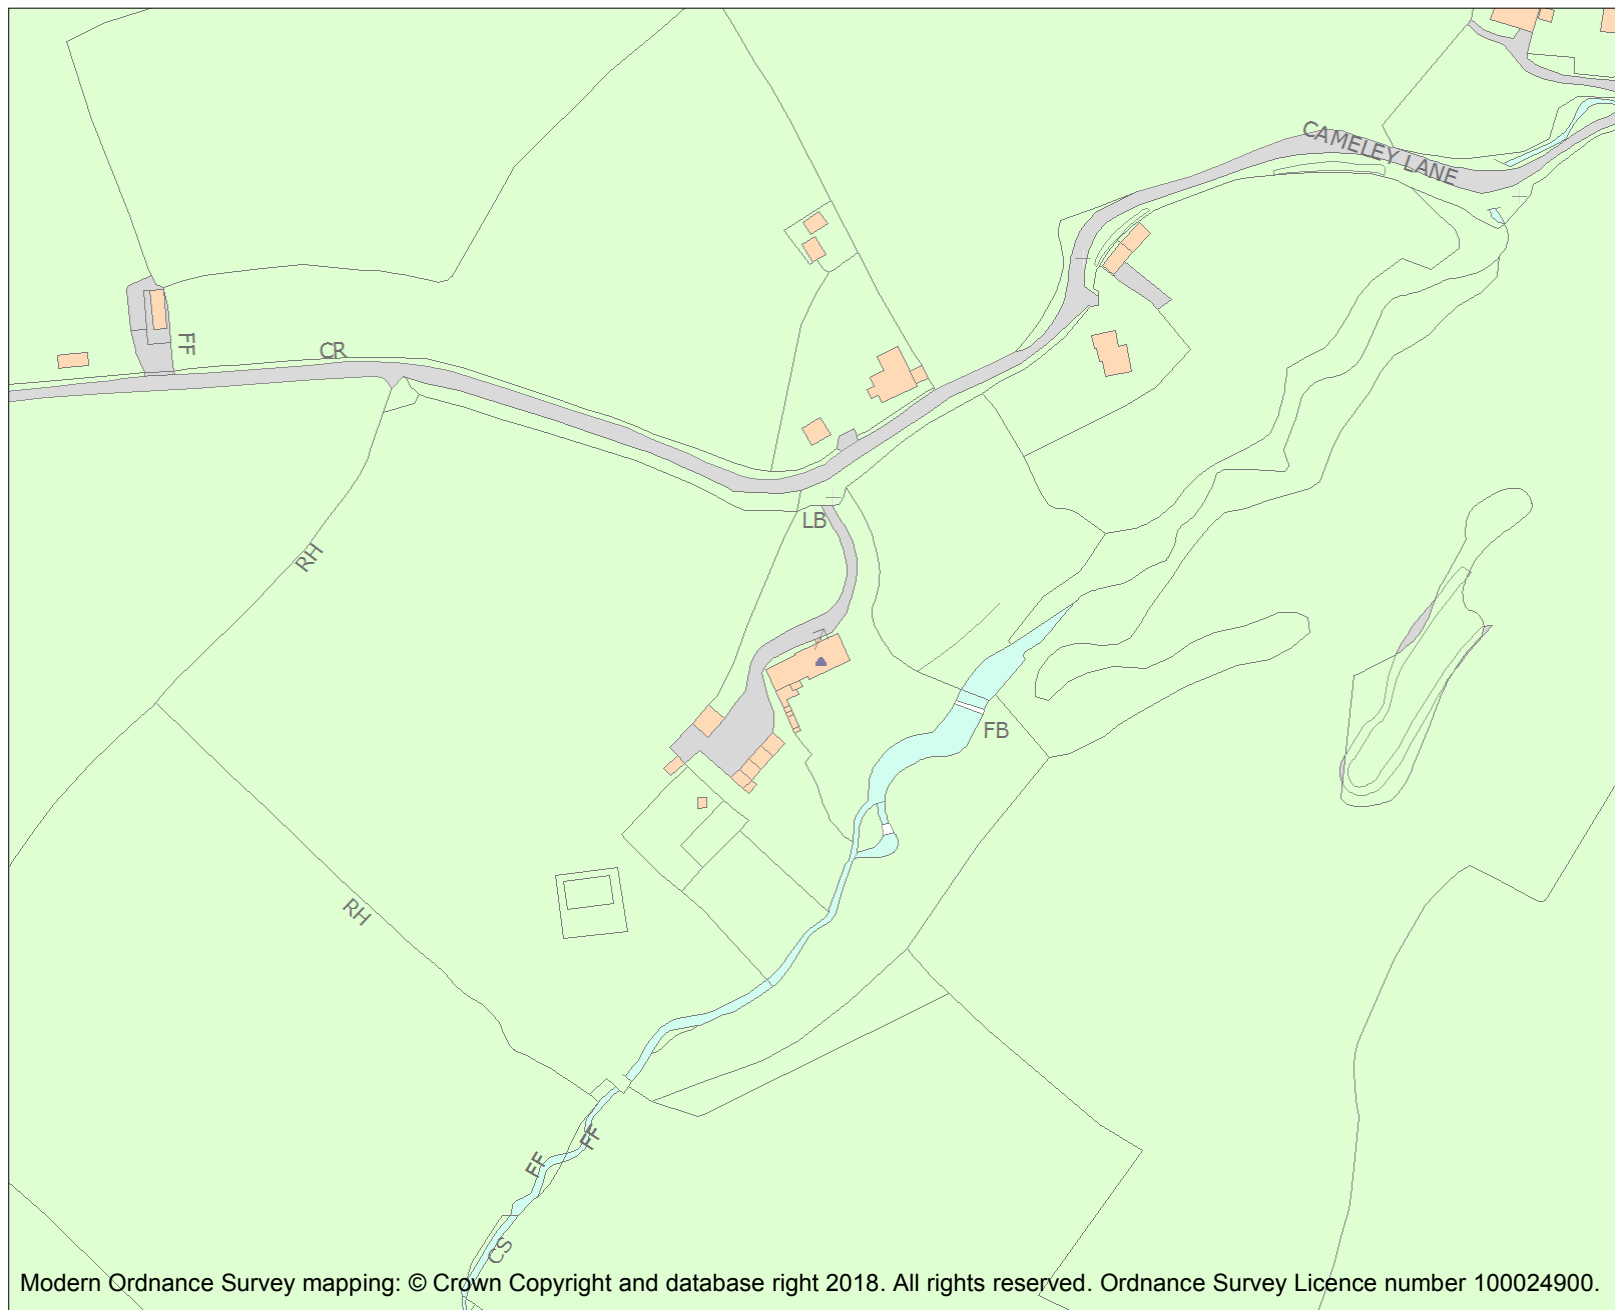 CAMELEY LANE
FF
CR
LB
RH
FB
RH
FF
FF
CS
Modern Ordnance Survey mapping: © Crown Copyright and database right 2018. All rights reserved. Ordnance Survey Licence number 100024900.